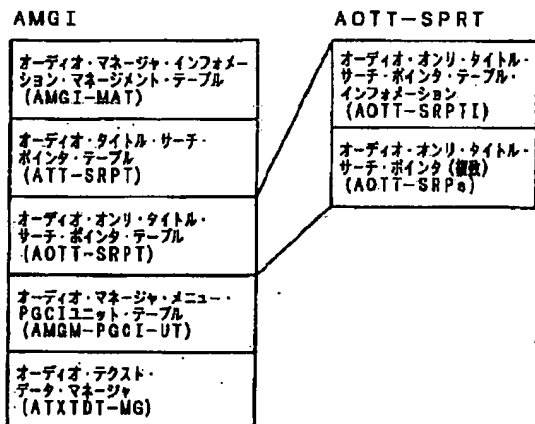 AMGI
オーディオ・マネージャ・インフォメー
ション・マネージメント・テーブル
(AMGI-MAT)
オーディオ・タイトル・サーチ・
ポインタ・テーブル
(ATT-SRPT)
オーディオ・オンリ・タイトル・
サーチ・ポインタ・テーブル
(AOTT-SRPT)
オーディオ・マネージャ・メニュー・
PGCIユニット・テーブル
(AMGM-PGCI-UT)
オーディオ・テクスト・
データ・マネージャ
(ATXTDT-MG)
AOTT-SPRT
オーディオ・オンリ・タイトル・
サーチ・ポインタ・テーブル・
インフォメーション
(AOTT-SRPTI)
オーディオ・オンリ・タイトル・
サーチ・ポインタ(複数)
(AOTT-SRPs)